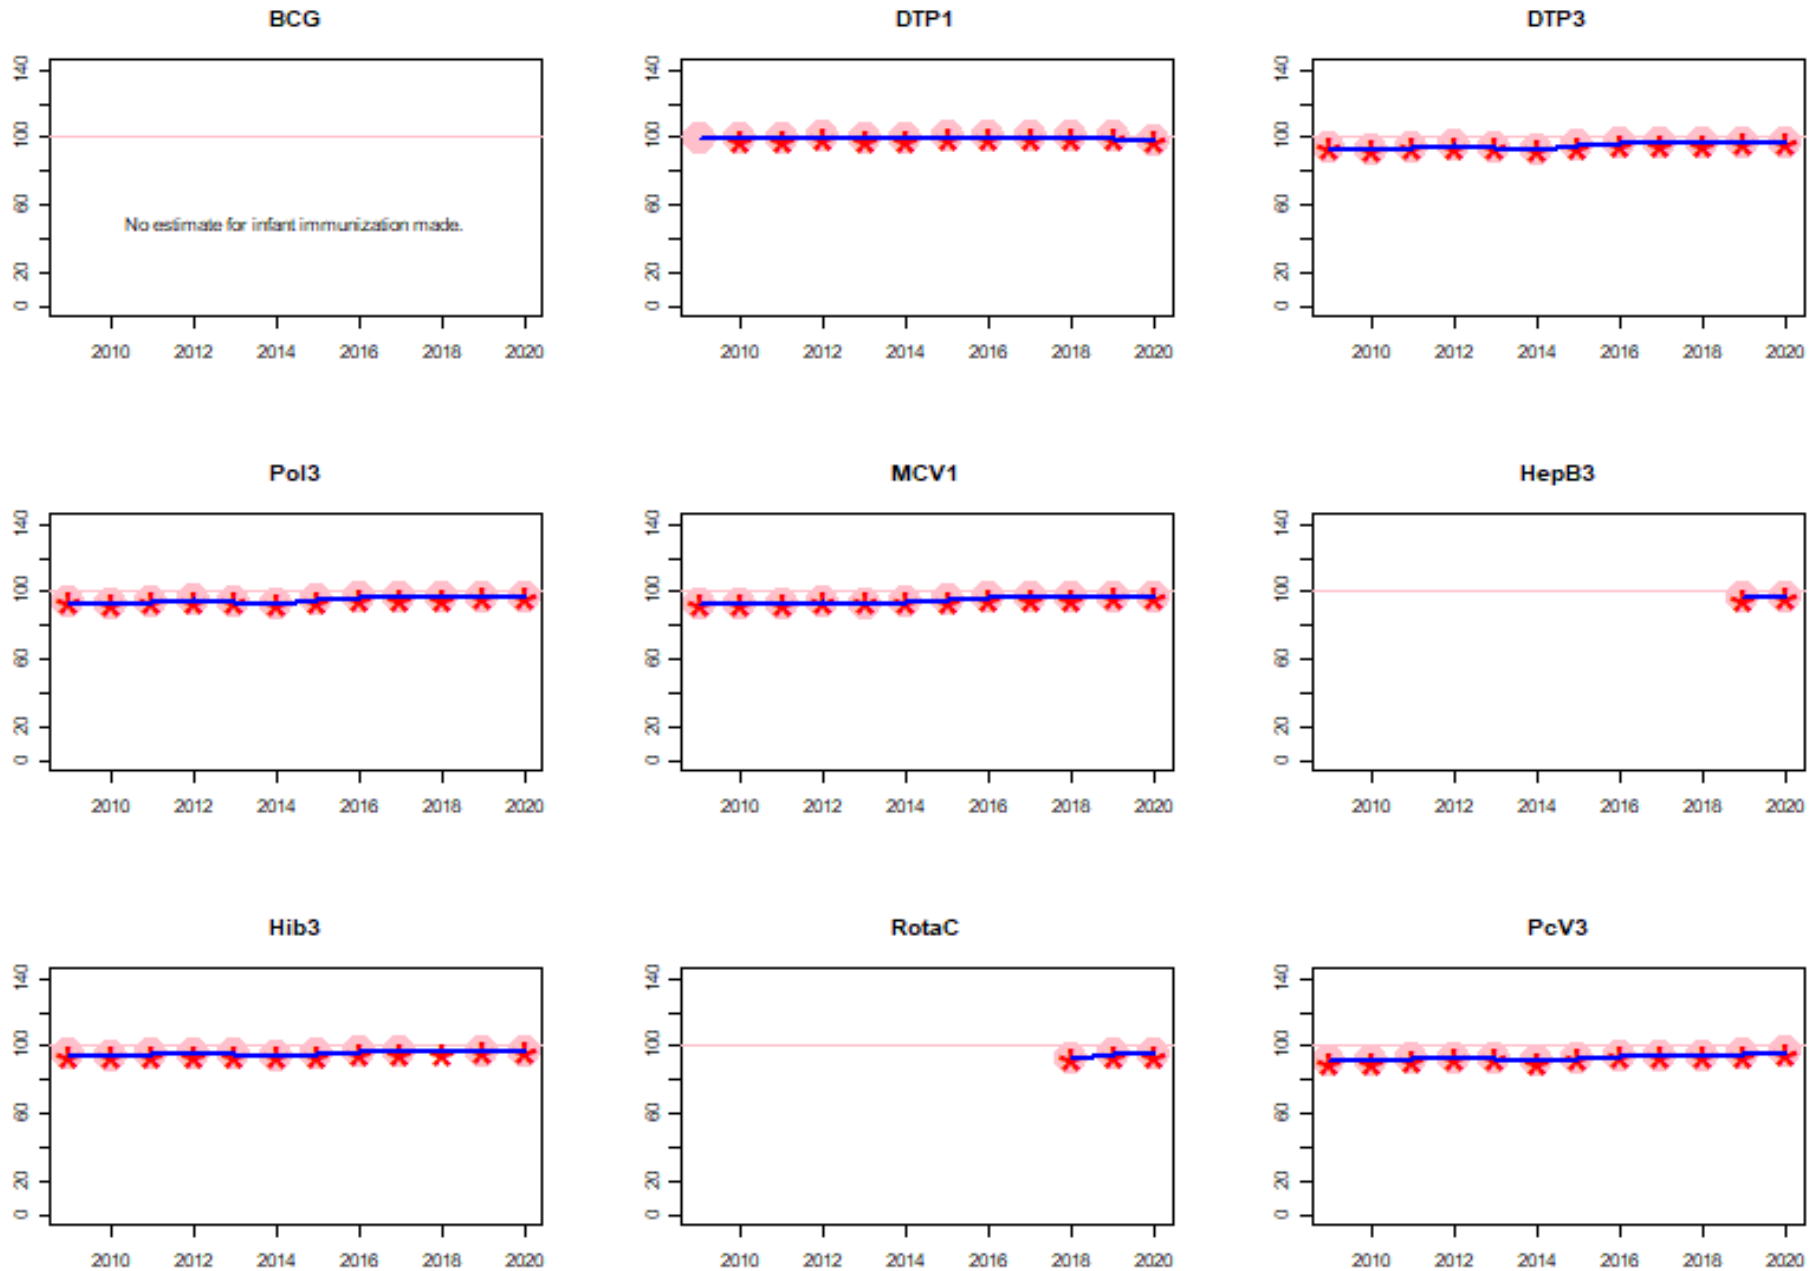 BCG DTP1 DTP3
140 140 140
100 100 100
60 60 60
No estimate for infant immunization made.
20 20 20
0 0 0
2010 2012 2014 2016 2018 2020 2010 2012 2014 2016 2018 2020 2010 2012 2014 2016 2018 2020
Pol3 MCV1 HepB3
140 140 140
100 100 100
60 60 60
20 20 20
0 0 0
2010 2012 2014 2016 2018 2020 2010 2012 2014 2016 2018 2020 2010 2012 2014 2016 2018 2020
Hib3 RotaC PcV3
140 140 140
100 100 100
60 60 60
20 20 20
0 0 0
2010 2012 2014 2016 2018 2020 2010 2012 2014 2016 2018 2020 2010 2012 2014 2016 2018 2020